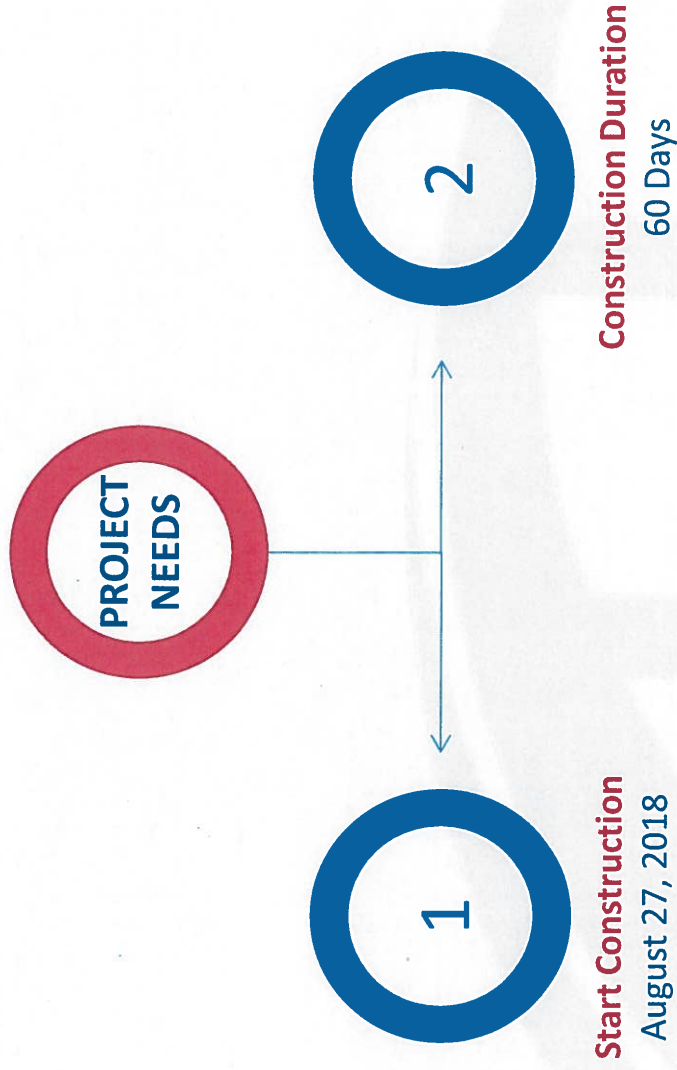 PROJECT
NEEDS
1
Start Construction
August 27, 2018
2
Construction Duration
60 Days